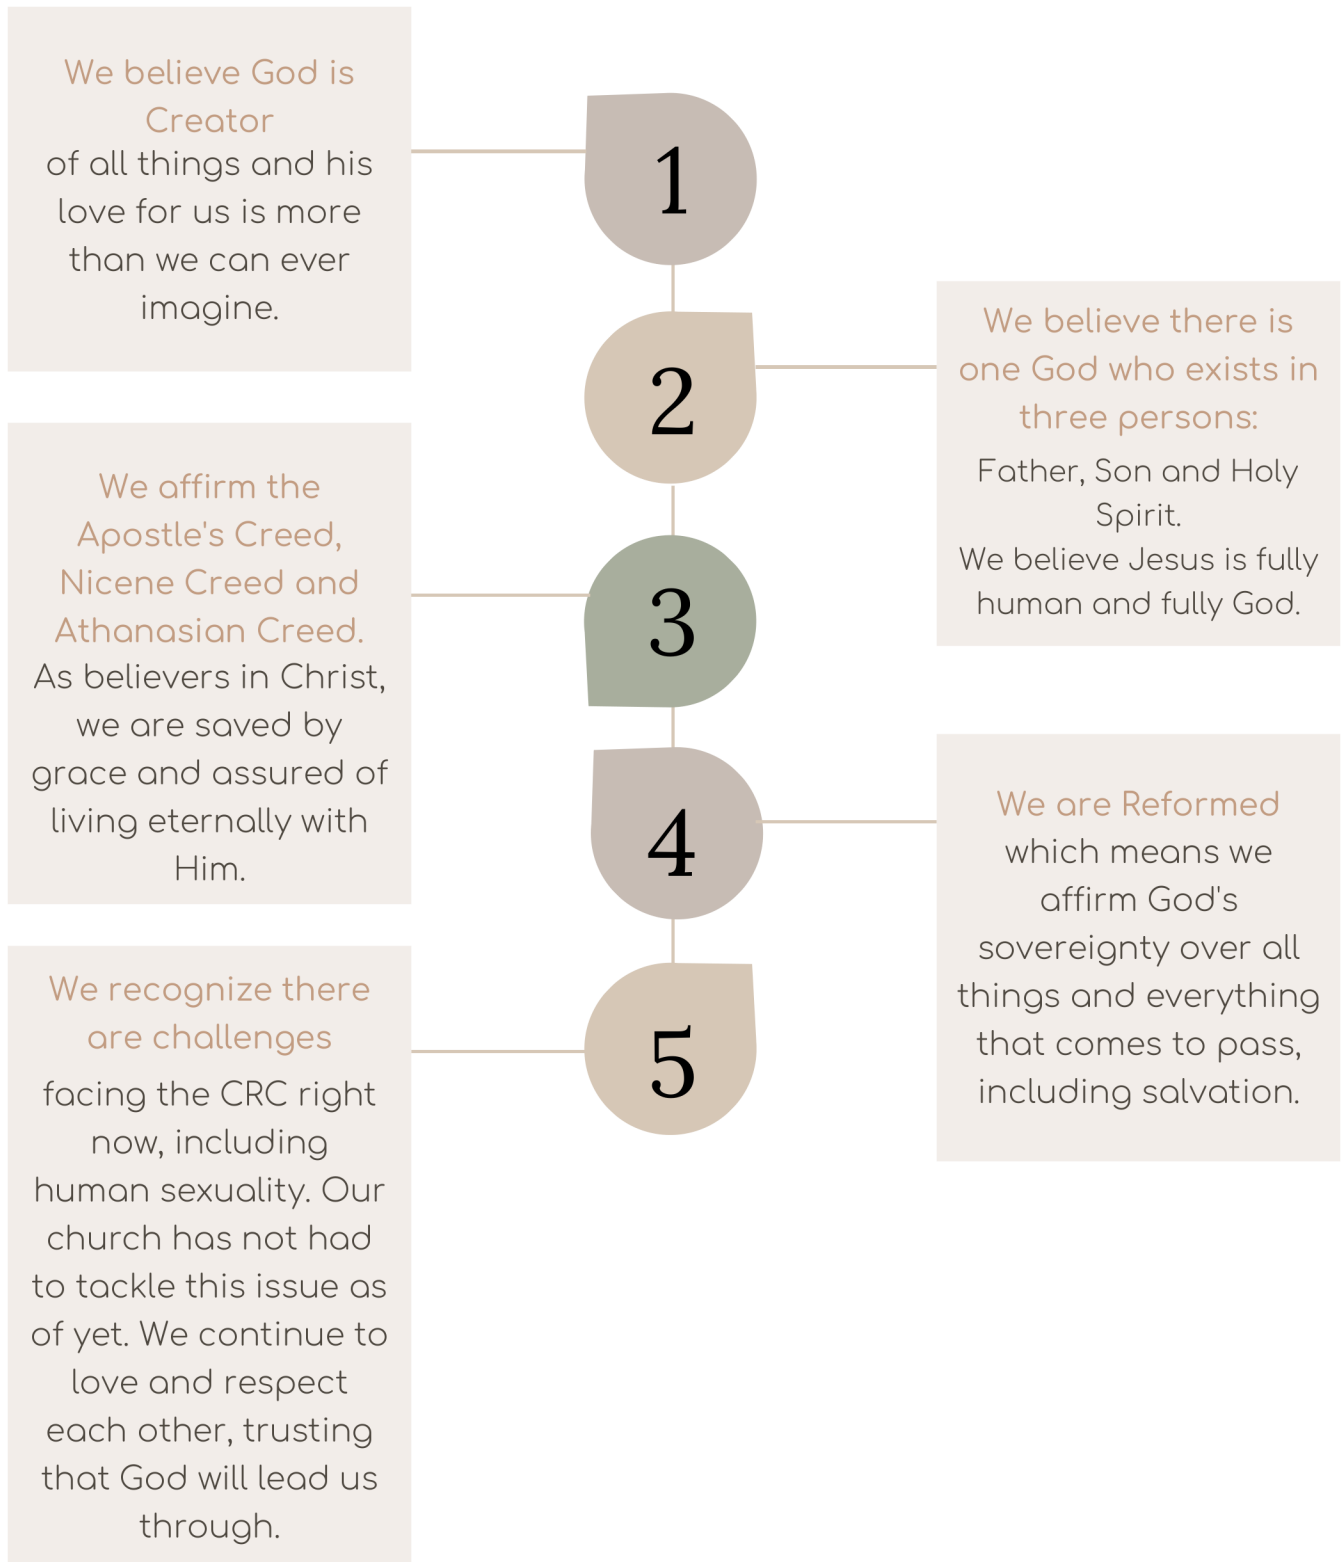 We believe God is
Creator
of all things and his
love for us is more
than we can ever
imagine.
1
2
We believe there is
one God who exists in
three persons:
Father, Son and Holy
Spirit.
We believe Jesus is fully
human and fully God.
We affirm the
Apostle's Creed,
Nicene Creed and
Athanasian Creed.
As believers in Christ,
we are saved by
grace and assured of
living eternally with
Him.
3
4
We are Reformed
which means we
affirm God's
sovereignty over all
things and everything
that comes to pass,
including salvation.
We recognize there
are challenges
facing the CRC right
now, including
human sexuality. Our
church has not had
to tackle this issue as
of yet. We continue to
love and respect
each other, trusting
that God will lead us
through.
5